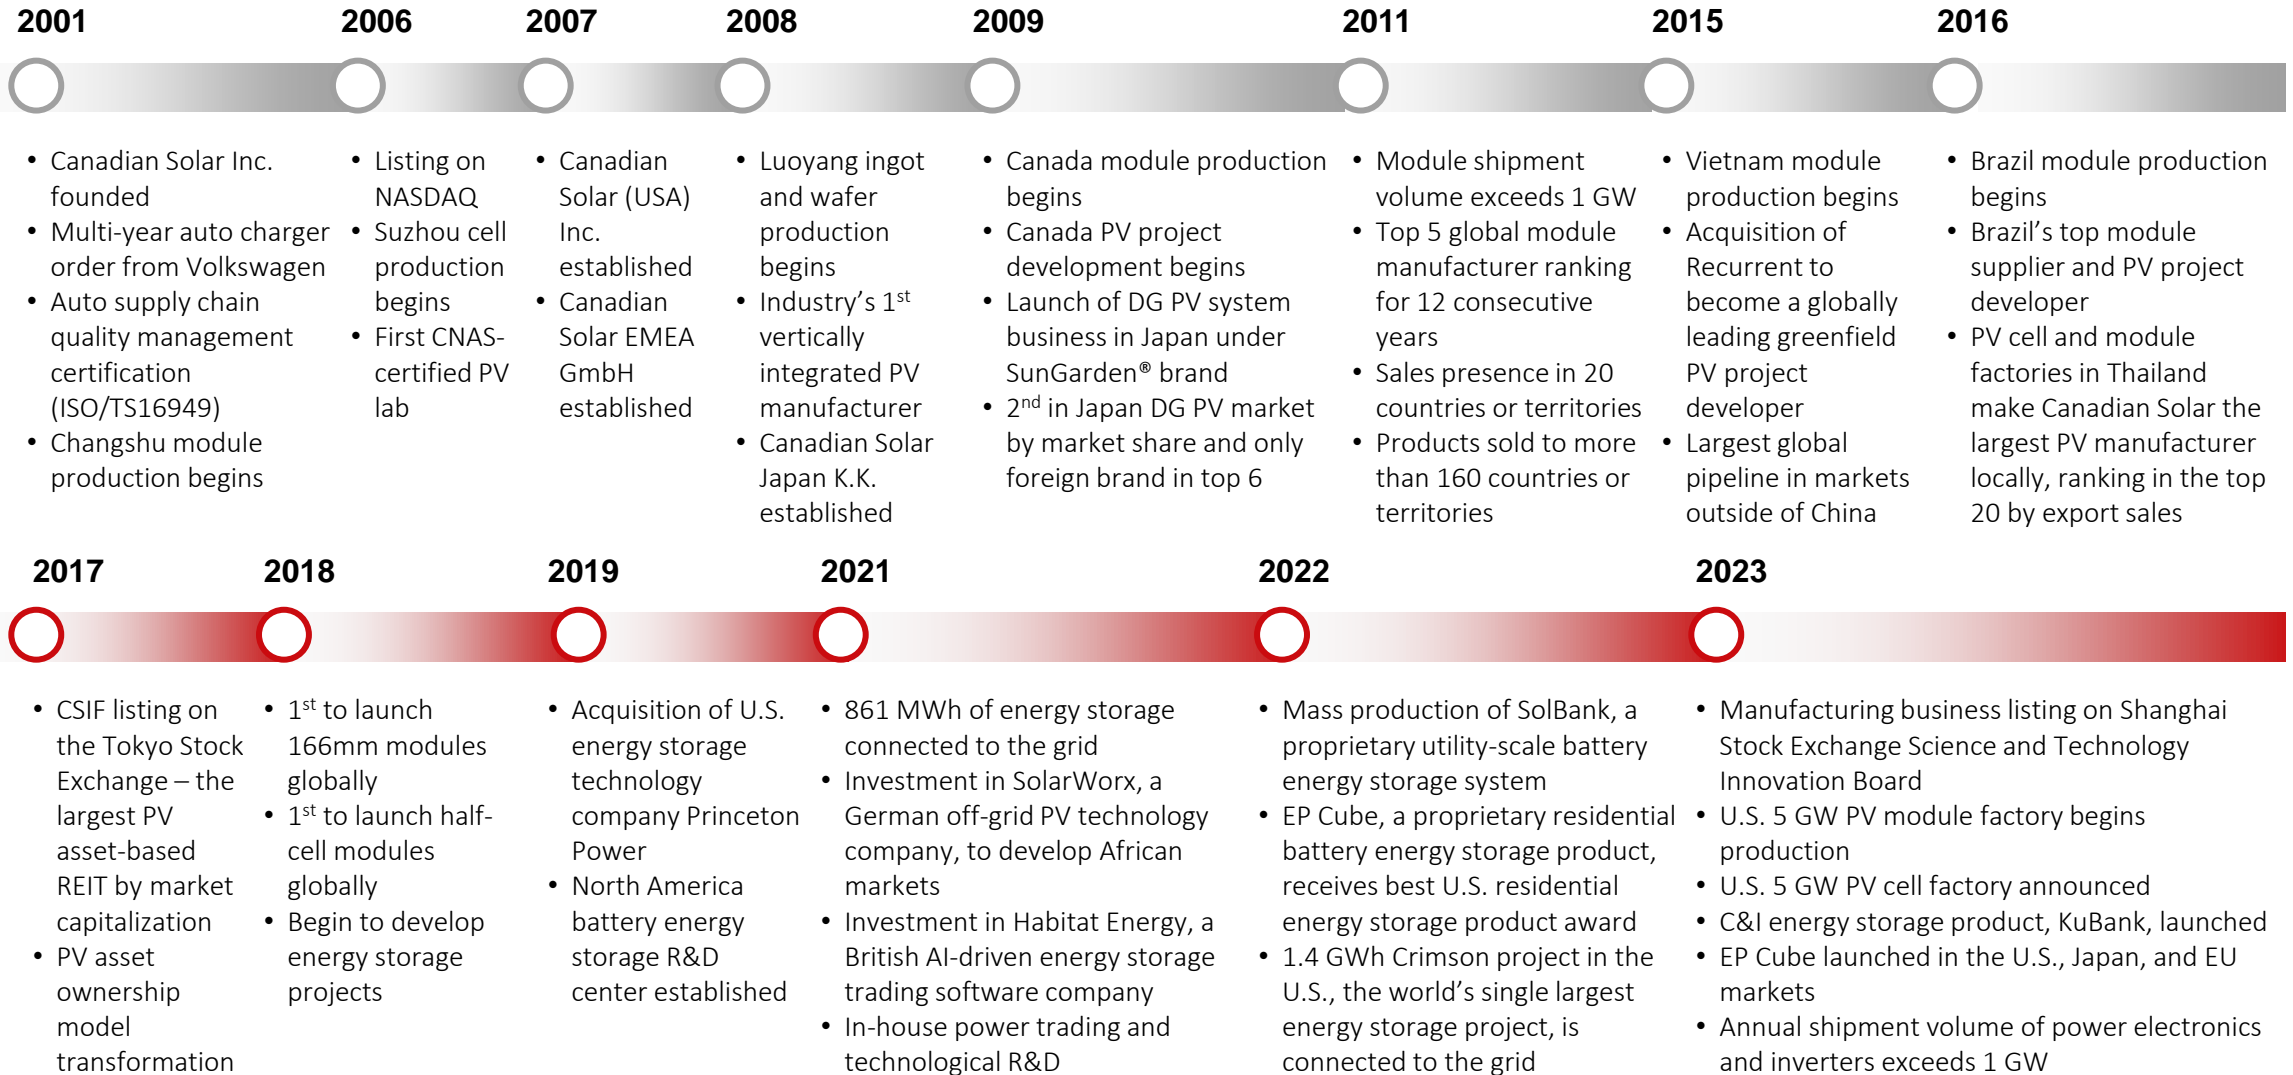 2001
• Canadian Solar Inc.
founded
• Multi-year auto charger
order from Volkswagen
• Auto supply chain
quality management
certification
(ISO/TS16949)
• Changshu module
production begins
2006
• Listing on
NASDAQ
• Suzhou cell
production
begins
• First CNAS-
certified PV
lab
2007
• Canadian
Solar (USA)
Inc.
established
• Canadian
Solar EMEA
GmbH
established
2008
• Luoyang ingot
and wafer
production
begins
• Industry’s 1st
vertically
integrated PV
manufacturer
• Canadian Solar
Japan K.K.
established
2009
• Canada module production
begins
• Canada PV project
development begins
• Launch of DG PV system
business in Japan under
SunGarden® brand
• 2nd in Japan DG PV market
by market share and only
foreign brand in top 6
2011
• Module shipment
volume exceeds 1 GW
• Top 5 global module
manufacturer ranking
for 12 consecutive
years
• Sales presence in 20
countries or territories
• Products sold to more
than 160 countries or
territories
2015
• Vietnam module
production begins
• Acquisition of
Recurrent to
become a globally
leading greenfield
PV project
developer
• Largest global
pipeline in markets
outside of China
2016
• Brazil module production
begins
• Brazil’s top module
supplier and PV project
developer
• PV cell and module
factories in Thailand
make Canadian Solar the
largest PV manufacturer
locally, ranking in the top
20 by export sales
2017
• CSIF listing on
the Tokyo Stock
Exchange – the
largest PV
asset-based
REIT by market
capitalization
• PV asset
ownership
model
transformation
2018
• 1st to launch
166mm modules
globally
• 1st to launch half-
cell modules
globally
• Begin to develop
energy storage
projects
2019
• Acquisition of U.S.
energy storage
technology
company Princeton
Power
• North America
battery energy
storage R&D
center established
2021
• 861 MWh of energy storage
connected to the grid
• Investment in SolarWorx, a
German off-grid PV technology
company, to develop African
markets
• Investment in Habitat Energy, a
British AI-driven energy storage
trading software company
• In-house power trading and
technological R&D
2022
• Mass production of SolBank, a
proprietary utility-scale battery
energy storage system
• EP Cube, a proprietary residential
battery energy storage product,
receives best U.S. residential
energy storage product award
• 1.4 GWh Crimson project in the
U.S., the world’s single largest
energy storage project, is
connected to the grid
2023
• Manufacturing business listing on Shanghai
Stock Exchange Science and Technology
Innovation Board
• U.S. 5 GW PV module factory begins
production
• U.S. 5 GW PV cell factory announced
• C&I energy storage product, KuBank, launched
• EP Cube launched in the U.S., Japan, and EU
markets
• Annual shipment volume of power electronics
and inverters exceeds 1 GW